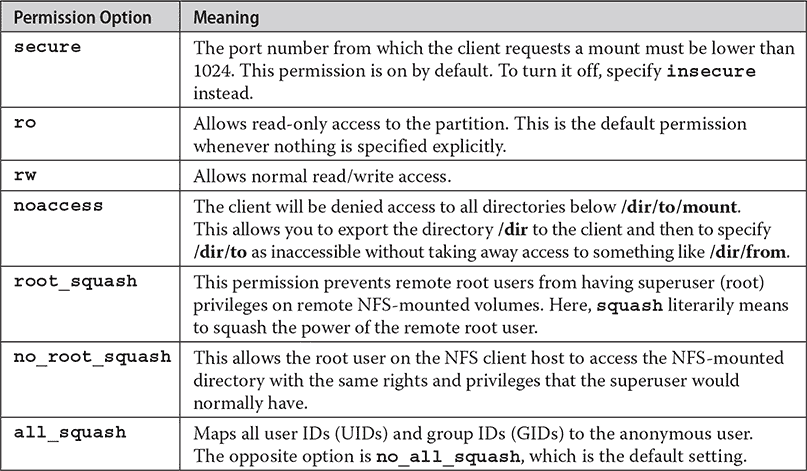 Permission Option Meaning
secure The port number from which the client requests a mount must be lower than
1024. This permission is on by default. To turn it off, specify insecure
instead.
ro Allows read-only access to the partition. This is the default permission
whenever nothing is specified explicitly.
rw Allows normal read/write access.
noaccess The client will be denied access to all directories below /dir/to/mount.
This allows you to export the directory /dir to the client and then to specify
/dir/to as inaccessible without taking away access to something like /dir/from.
root_squash This permission prevents remote root users from having superuser (root)
privileges on remote NFS-mounted volumes. Here, squash literarily means
to squash the power of the remote root user.
no_root_squash This allows the root user on the NFS client host to access the NFS-mounted
directory with the same rights and privileges that the superuser would
normally have.
all_squash Maps all user IDs (UIDs) and group IDs (GIDs) to the anonymous user.
The opposite option is no_all_squash, which is the default setting.